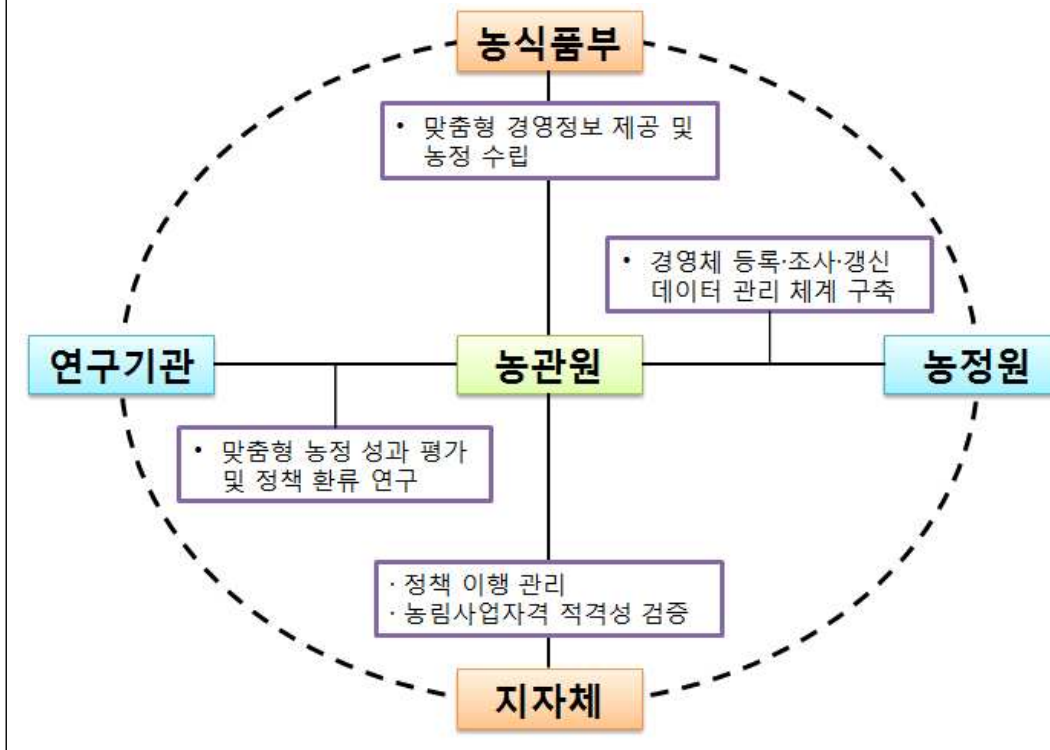 농식품부
• 맞춤형 경영정보 제공 및
농정 수립
• 경영체 등록·조사·갱신
데이터 관리 체계 구축
연구기관
농관원
농정원
• 맞춤형 농정 성과 평가
및 정책 환류 연구
· 정책 이행 관리
· 농림사업자격 적격성 검증
지자체